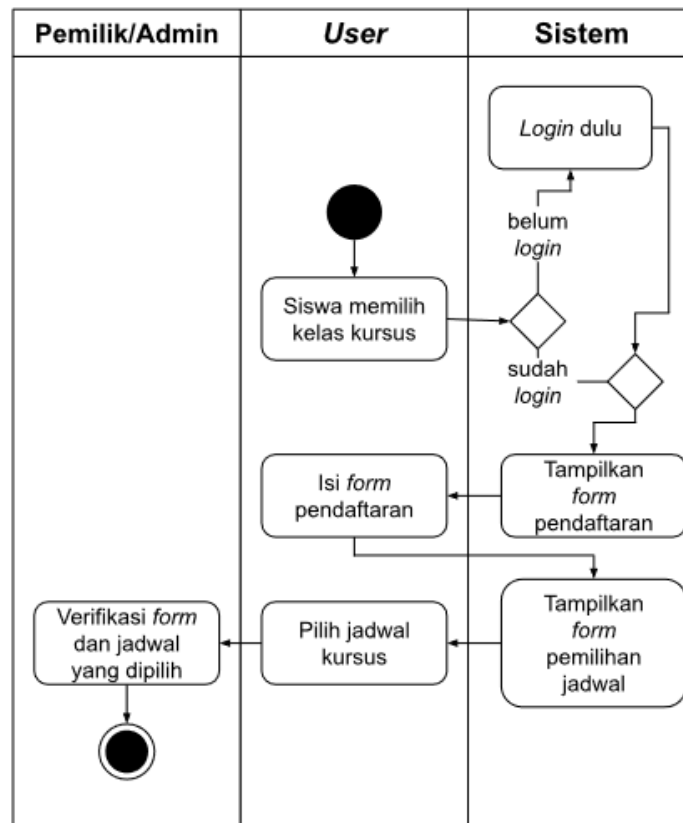 Pemilik/Admin
User
Sistem
Login dulu
belum
login
Siswa memilih
kelas kursus
sudah
login
Isi form
pendaftaran
Tampilkan
form
pendaftaran
Verifikasi form
dan jadwal
yang dipilih
Pilih jadwal
kursus
Tampilkan
form
pemilihan
jadwal